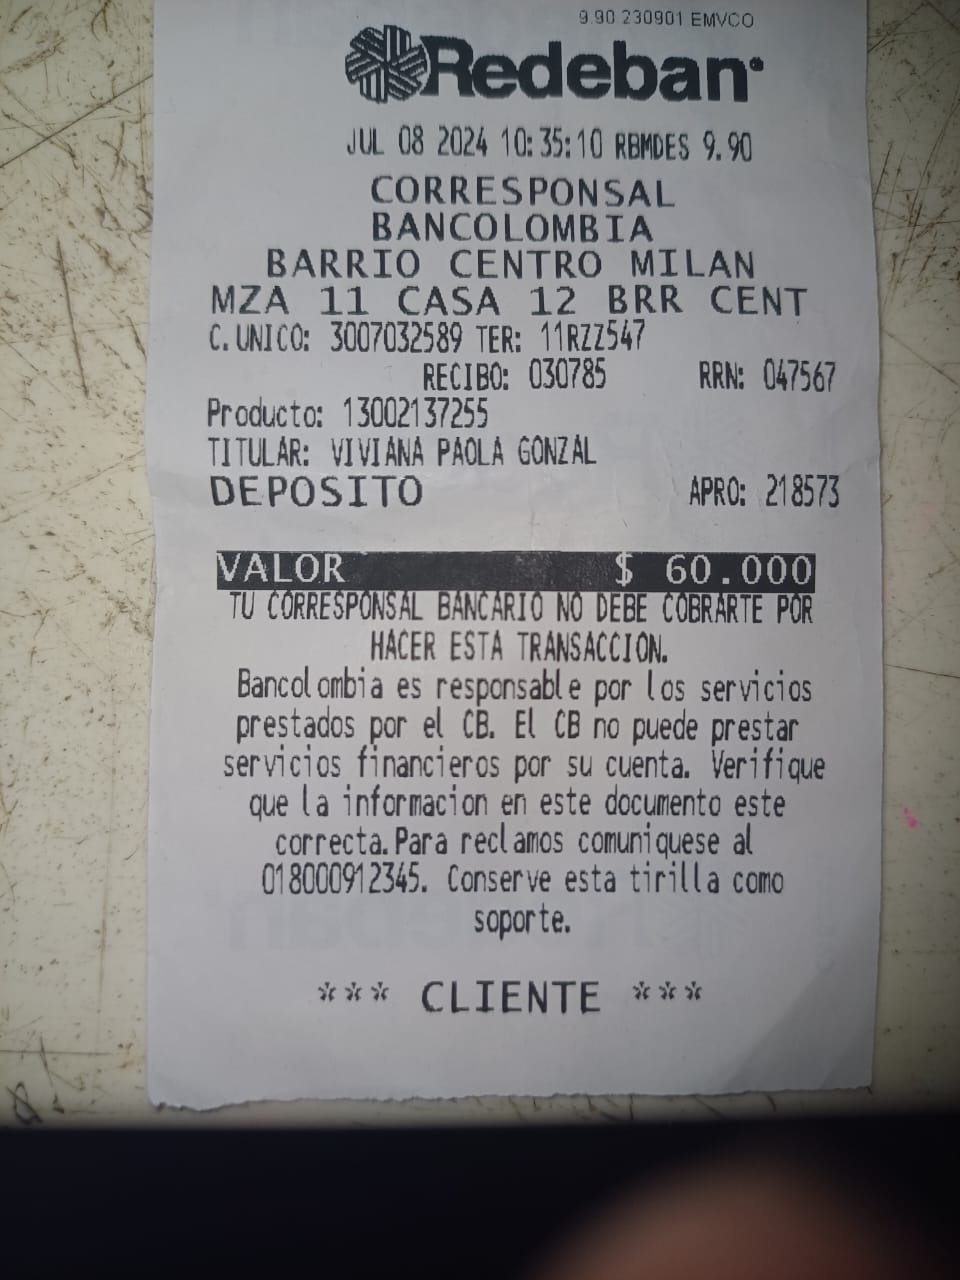 9.90 230901 EMVCO
Redeban
JUL 08 2024 10:35:10 RBMDES 9.90
CORRESPONSAL
BANCOLOMBIA
BARRIO CENTRO MILAN
MZA 11 CASA 12 BRR CENT
C. UNICO: 3007032589 TER: 11RZZ547
RECIBO: 030785 RRN: 047567
Producto: 13002137255
TITULAR: VIVIANA PAOLA GONZAL
DEPOSITO APRO: 218573
VALOR $ 60.000
TU CORRESPONSAL BANCARIO NO DEBE COBRARTE POR
HACER ESTA TRANSACCION.
Bancolombia es responsable por los servicios
prestados por el CB. El CB no puede prestar
servicios financieros por su cuenta. Verifique
que la informacion en este documento este
correcta. Para reclamos comuniquese al
018000912345. Conserve esta tirilla como
soporte.
*** CLIENTE ***